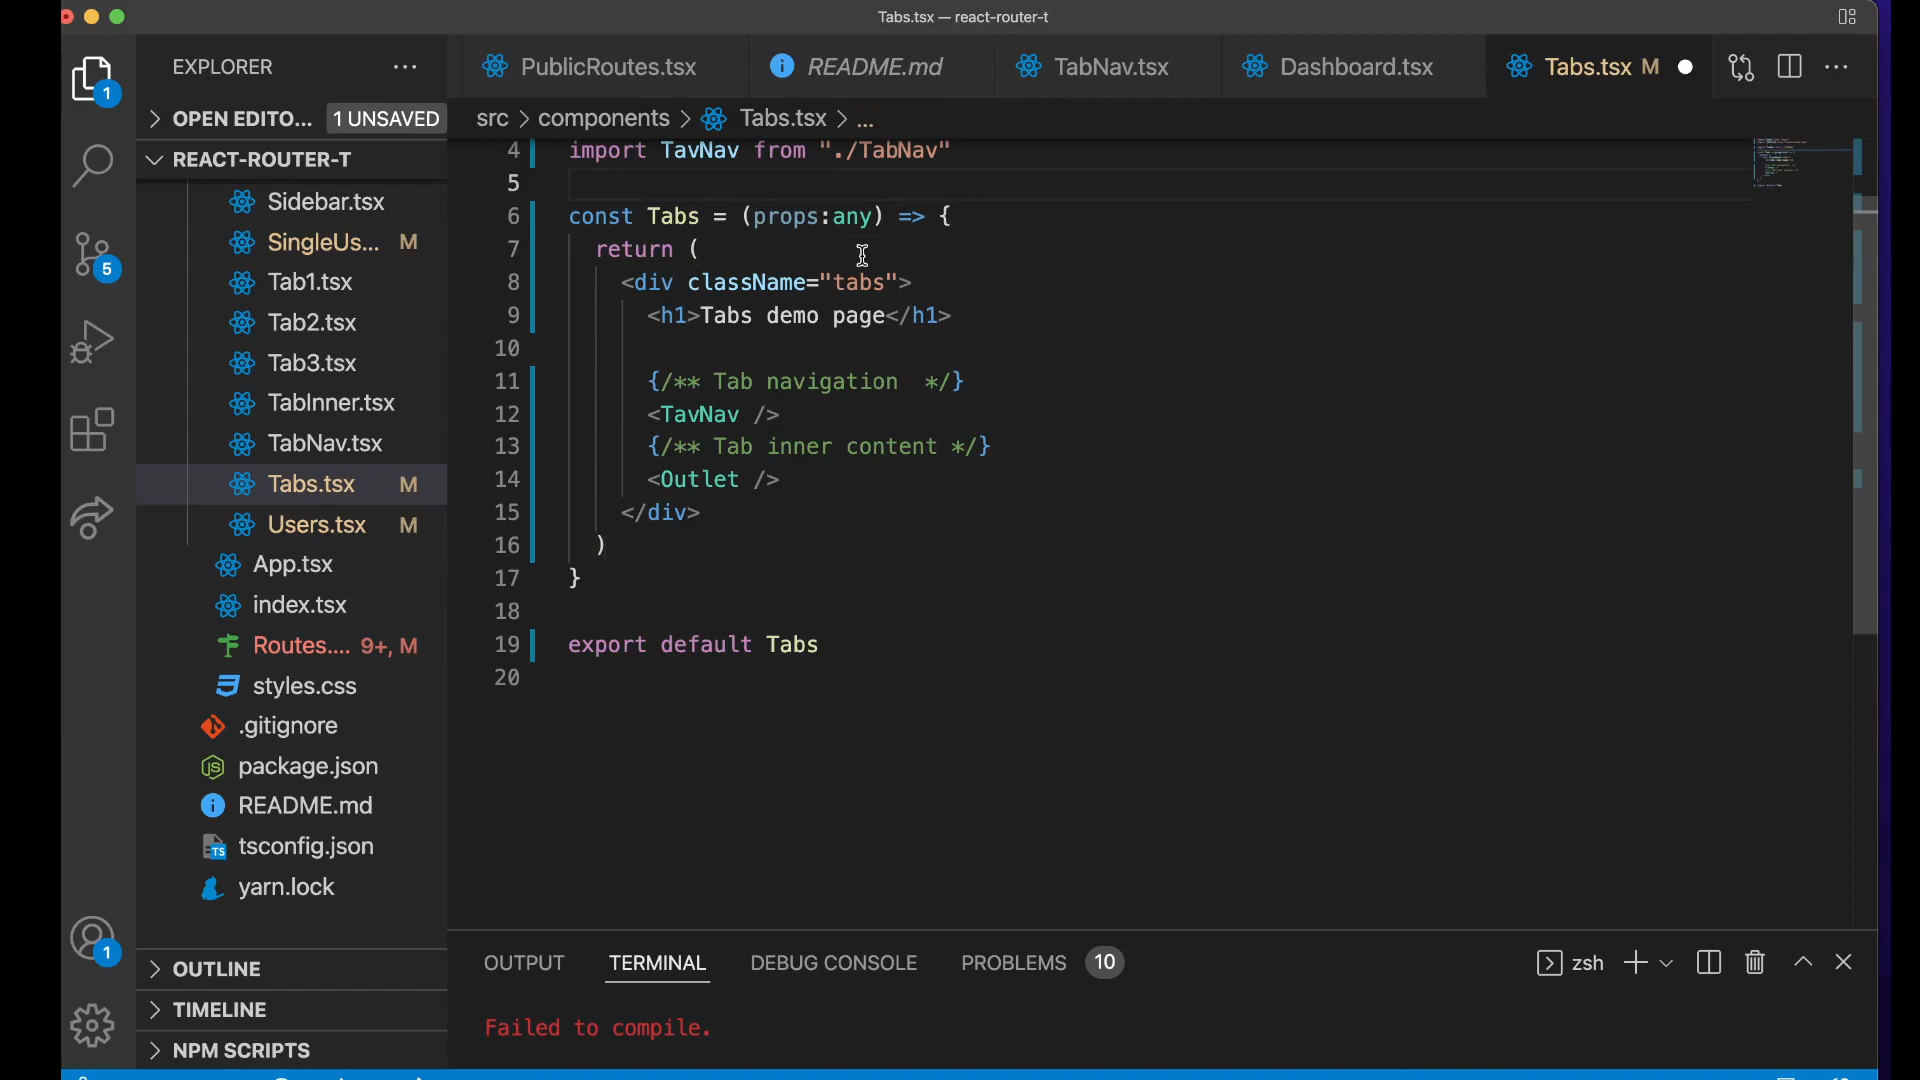 Tabs.tsx — react-router-t
EXPLORER
PublicRoutes.tsx
README.md
TabNav.tsx
Dashboard.tsx
Tabs.tsx M
1
OPEN EDITO... 1 UNSAVED
src > components > Tabs.tsx > ...
REACT-ROUTER-T
Sidebar.tsx
SingleUs... M
Tab1.tsx
Tab2.tsx
Tab3.tsx
TabInner.tsx
TabNav.tsx
Tabs.tsx M
Users.tsx M
App.tsx
index.tsx
Routes.... 9+, M
styles.css
.gitignore
package.json
README.md
tsconfig.json
yarn.lock
5
1
OUTLINE
TIMELINE
NPM SCRIPTS
4 import TavNav from "./TabNav"
5
6 const Tabs = (props:any) => {
7 return (
8 <div className="tabs">
9 <h1>Tabs demo page</h1>
10
11 {/** Tab navigation  */}
12 <TavNav />
13 {/** Tab inner content */}
14 <Outlet />
15 </div>
16 )
17 }
18
19 export default Tabs
20
OUTPUT TERMINAL DEBUG CONSOLE PROBLEMS 10
zsh
Failed to compile.